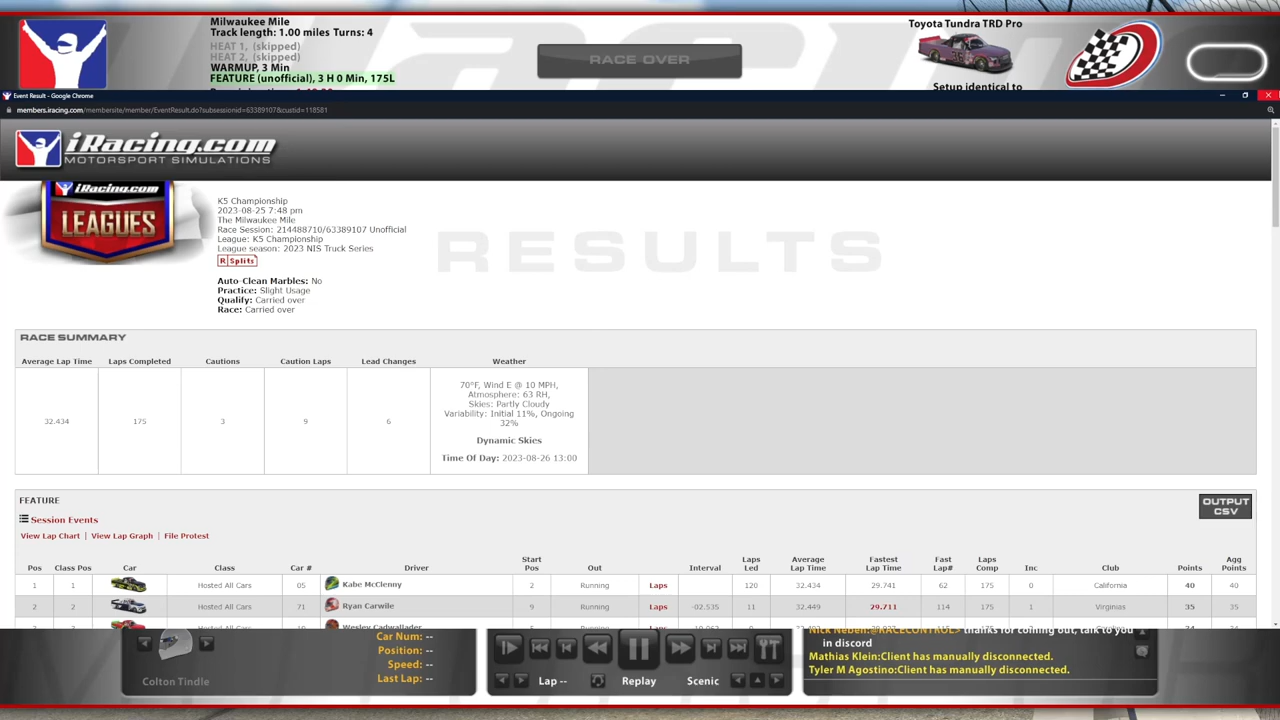 Milwaukee Mile
Track length: 1.00 miles Turns: 4
HEAT 1, (skipped)
HEAT 2, (skipped)
WARMUP, 3 Min
FEATURE (unofficial), 3 H 0 Min, 175L
RACE OVER
Toyota Tundra TRD Pro
Setup identical to
Event Result - Google Chrome
members.iracing.com/membersite/member/EventResult.do?subsessionid=63389107&custid=118581
iRacing.com
MOTORSPORT SIMULATIONS
iRacing.com
LEAGUES
K5 Championship
2023-08-25 7:48 pm
The Milwaukee Mile
Race Session: 214488710/63389107 Unofficial
League: K5 Championship
League season: 2023 NIS Truck Series
R Splits
RESULTS
Auto-Clean Marbles: No
Practice: Slight Usage
Qualify: Carried over
Race: Carried over
RACE SUMMARY
Average Lap Time Laps Completed Cautions Caution Laps Lead Changes Weather
70°F, Wind E @ 10 MPH,
Atmosphere: 63 RH,
Skies: Partly Cloudy
Variability: Initial 11%, Ongoing
32%
32.434 175 3 9 6
Dynamic Skies
Time Of Day: 2023-08-26 13:00
FEATURE
OUTPUT
CSV
Session Events
View Lap Chart | View Lap Graph | File Protest
Pos Class Pos Car Class Car # Driver Start Pos Out Interval Laps Led Average Lap Time Fastest Lap Time Fast Lap# Laps Comp Inc Club Points Agg Points
1 1 Hosted All Cars 05 Kabe McClenny 2 Running Laps 120 32.434 29.741 62 175 0 California 40 40
2 2 Hosted All Cars 71 Ryan Carwile 9 Running Laps -02.535 11 32.449 29.711 114 175 1 Virginias 35 35
Wesley Cadwallader
Car Num: --
Position: --
Speed: --
Last Lap: --
Colton Tindle
Lap --
Replay
Scenic
Nick Neben:@RACECONTROL> thanks for coming out, talk to you
in discord
Mathias Klein:Client has manually disconnected.
Tyler M Agostino:Client has manually disconnected.